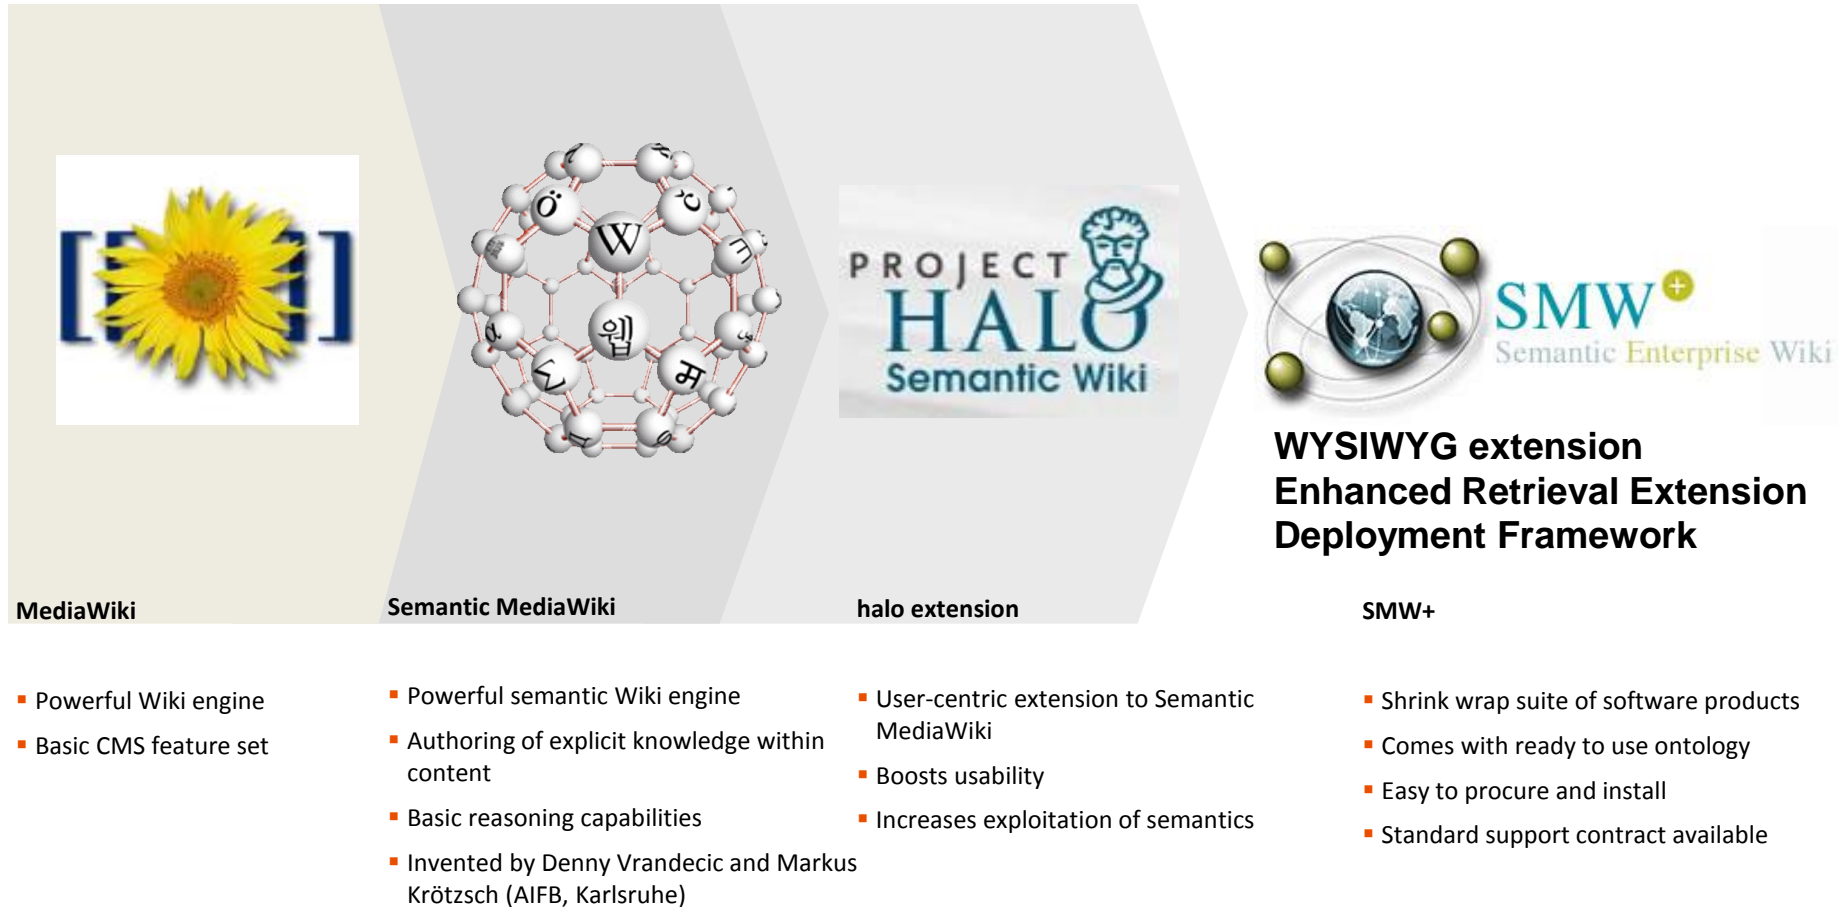 W
웹
PROJECT
HALO
Semantic Wiki
SMW+
Semantic Enterprise Wiki
WYSIWYG extension
Enhanced Retrieval Extension
Deployment Framework
MediaWiki
▪ Powerful Wiki engine
▪ Basic CMS feature set
Semantic MediaWiki
▪ Powerful semantic Wiki engine
▪ Authoring of explicit knowledge within
content
▪ Basic reasoning capabilities
▪ Invented by Denny Vrandecic and Markus
Krötzsch (AIFB, Karlsruhe)
halo extension
▪ User-centric extension to Semantic
MediaWiki
▪ Boosts usability
▪ Increases exploitation of semantics
SMW+
▪ Shrink wrap suite of software products
▪ Comes with ready to use ontology
▪ Easy to procure and install
▪ Standard support contract available